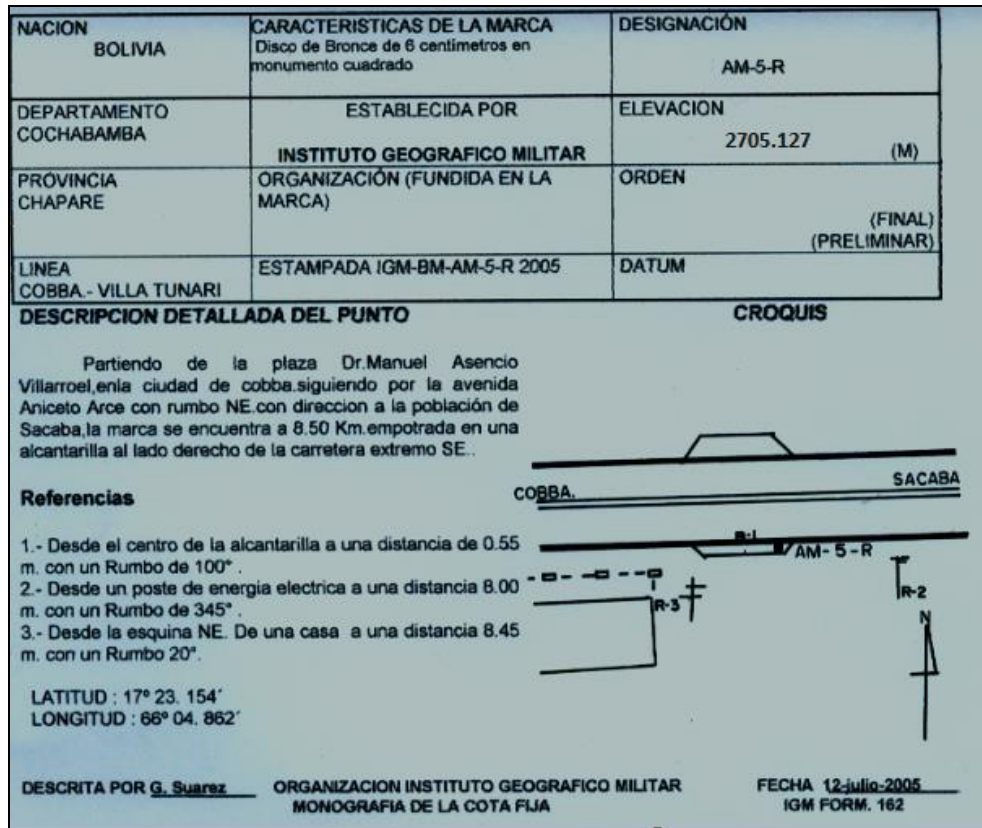 NACION
BOLIVIA
CARACTERISTICAS DE LA MARCA
Disco de Bronce de 6 centimetros en
monumento cuadrado
DESIGNACIÓN
AM-5-R
DEPARTAMENTO
COCHABAMBA
ESTABLECIDA POR
INSTITUTO GEOGRAFICO MILITAR
ELEVACION
2705.127 (M)
PROVINCIA
CHAPARE
ORGANIZACIÓN (FUNDIDA EN LA
MARCA)
ORDEN
(FINAL)
(PRELIMINAR)
LINEA
COBBA.- VILLA TUNARI
ESTAMPADA IGM-BM-AM-5-R 2005
DATUM
DESCRIPCION DETALLADA DEL PUNTO
Partiendo de la plaza Dr.Manuel Asencio
Villarroel,enla ciudad de cobba.siguiendo por la avenida
Aniceto Arce con rumbo NE.con direccion a la población de
Sacaba,la marca se encuentra a 8.50 Km.empotrada en una
alcantarilla al lado derecho de la carretera extremo SE..
Referencias
1.- Desde el centro de la alcantarilla a una distancia de 0.55
m. con un Rumbo de 100° .
2.- Desde un poste de energia electrica a una distancia 8.00
m. con un Rumbo de 345° .
3.- Desde la esquina NE. De una casa a una distancia 8.45
m. con un Rumbo 20°.
LATITUD : 17º 23. 154´
LONGITUD : 66º 04. 862´
CROQUIS
COBBA.
SACABA
R-1
AM- 5 -R
R-3
R-2
N
DESCRITA POR G. Suarez
ORGANIZACION INSTITUTO GEOGRAFICO MILITAR
MONOGRAFIA DE LA COTA FIJA
FECHA 12-julio-2005
IGM FORM. 162